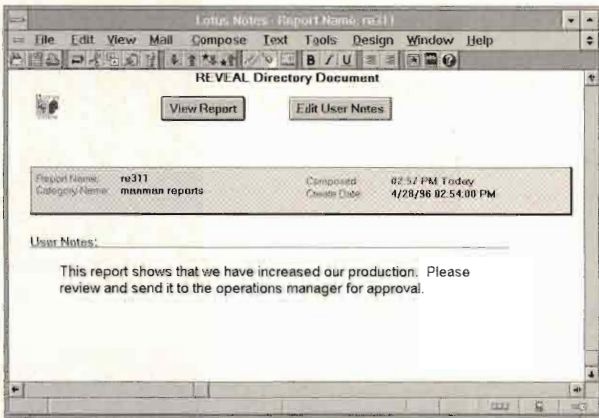 Lotus Notes - Report Name: re311
File Edit View Mail Compose Text Tools Design Window Help
B I U
REVEAL Directory Document
View Report Edit User Notes
Report Name: re311 Composed: 02:57 PM Today
Category Name: manman reports Create Date: 4/28/96 02:54:00 PM
User Notes:
This report shows that we have increased our production. Please
review and send it to the operations manager for approval.